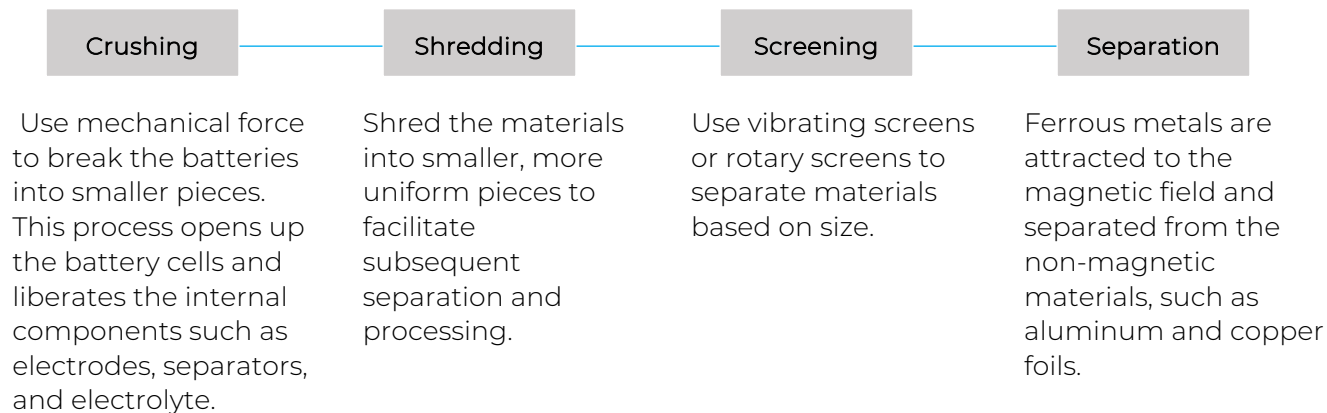 Crushing
Shredding
Screening
Separation
Use mechanical force
to break the batteries
into smaller pieces.
This process opens up
the battery cells and
liberates the internal
components such as
electrodes, separators,
and electrolyte.
Shred the materials
into smaller, more
uniform pieces to
facilitate
subsequent
separation and
processing.
Use vibrating screens
or rotary screens to
separate materials
based on size.
Ferrous metals are
attracted to the
magnetic field and
separated from the
non-magnetic
materials, such as
aluminum and copper
foils.